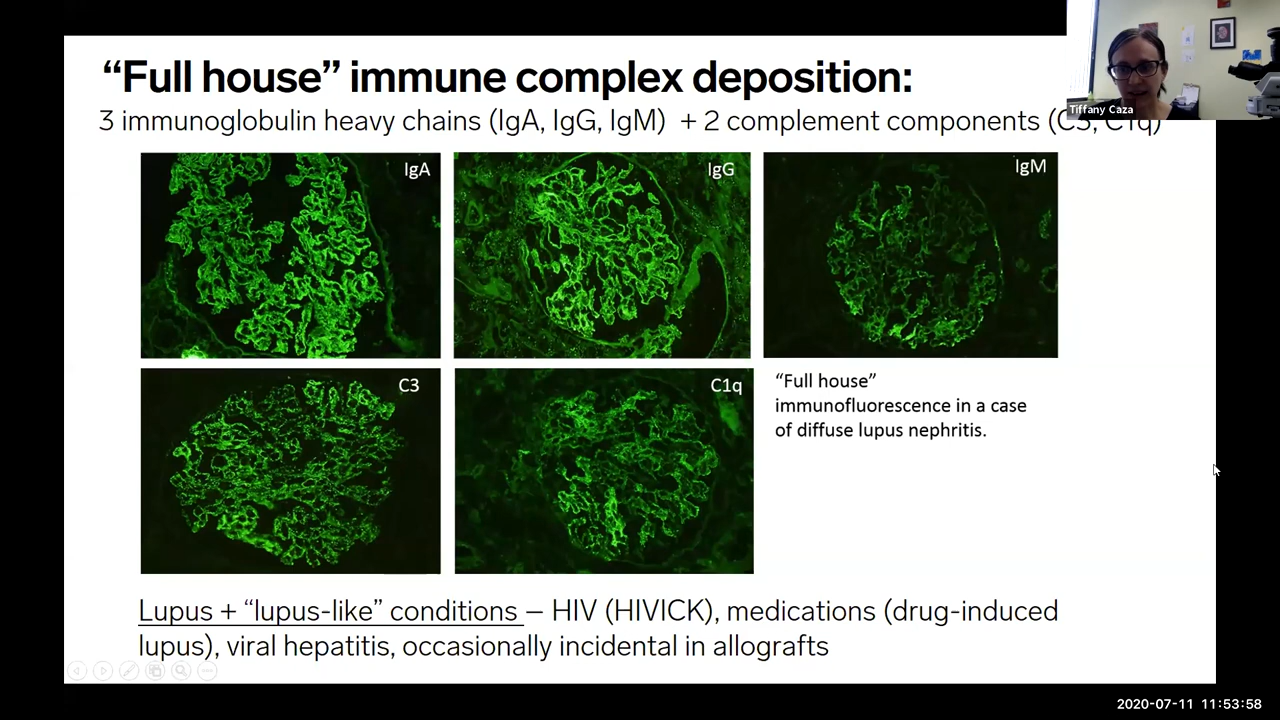 “Full house” immune complex deposition:
3 immunoglobulin heavy chains (IgA, IgG, IgM) + 2 complement components (C3, C1q)
Tiffany Caza
IgA
IgG
IgM
C3
C1q
“Full house”
immunofluorescence in a case
of diffuse lupus nephritis.
Lupus + “lupus-like” conditions – HIV (HIVICK), medications (drug-induced
lupus), viral hepatitis, occasionally incidental in allografts
2020-07-11 11:53:58